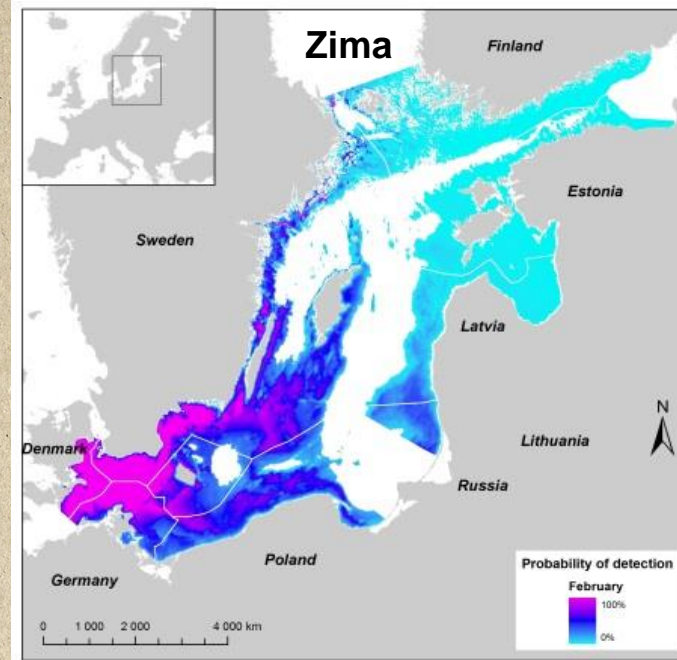 Zima
Finland
Estonia
Sweden
Latvia
Denmark
Lithuania
N
Russia
Poland
Germany
Probability of detection
February
100%
0%
0 1 000 2 000 4 000 km